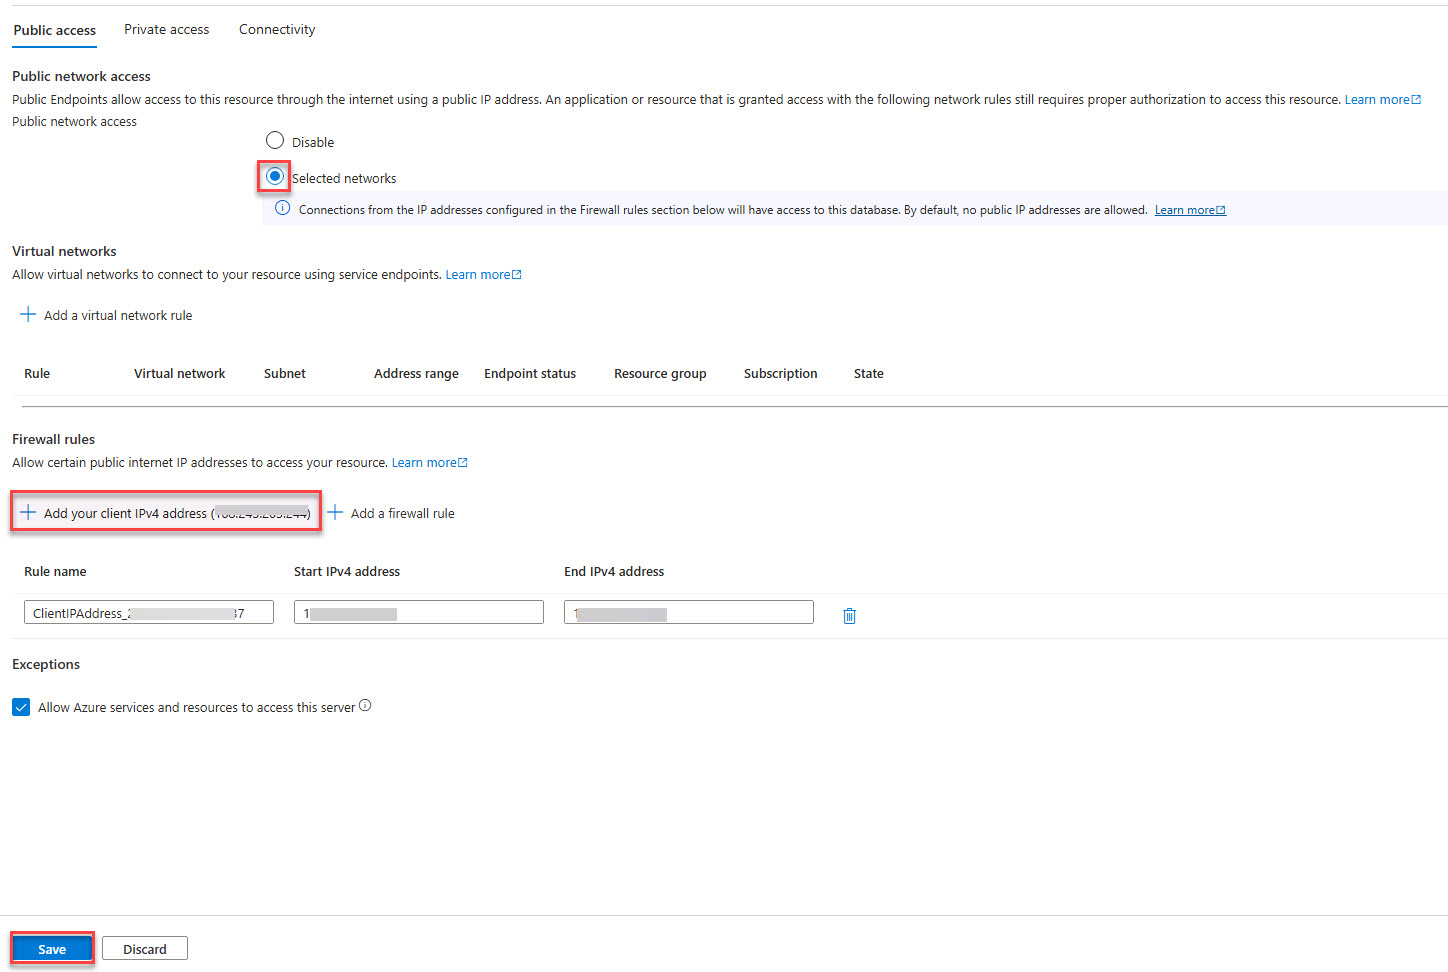 Public access Private access Connectivity
Public network access
Public Endpoints allow access to this resource through the internet using a public IP address. An application or resource that is granted access with the following network rules still requires proper authorization to access this resource. Learn more
Public network access
Disable
Selected networks
Connections from the IP addresses configured in the Firewall rules section below will have access to this database. By default, no public IP addresses are allowed. Learn more
Virtual networks
Allow virtual networks to connect to your resource using service endpoints. Learn more
Add a virtual network rule
Rule Virtual network Subnet Address range Endpoint status Resource group Subscription State
Firewall rules
Allow certain public internet IP addresses to access your resource. Learn more
Add your client IPv4 address ( ) Add a firewall rule
Rule name Start IPv4 address End IPv4 address
ClientIPAddress_ 37 1 1
Exceptions
Allow Azure services and resources to access this server
Save Discard